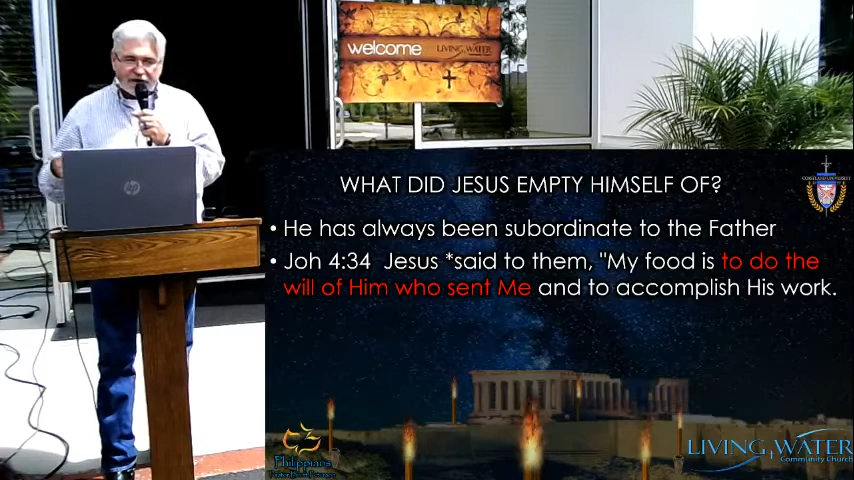 welcome
LIVING WATER
hp
WHAT DID JESUS EMPTY HIMSELF OF?
• He has always been subordinate to the Father
• Joh 4:34  Jesus *said to them, "My food is to do the
will of Him who sent Me and to accomplish His work.
Philippians
LIVING WATER
Community Church